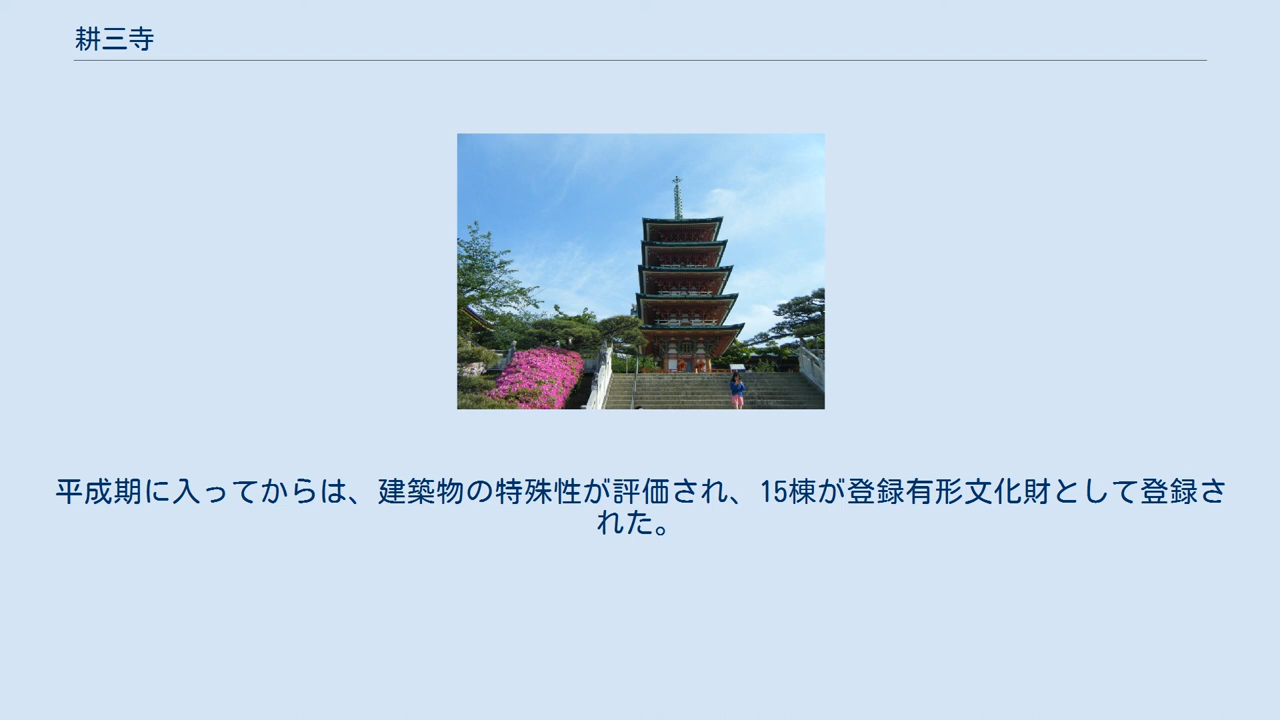 耕三寺
平成期に入ってからは、建築物の特殊性が評価され、15棟が登録有形文化財として登録さ
れた。